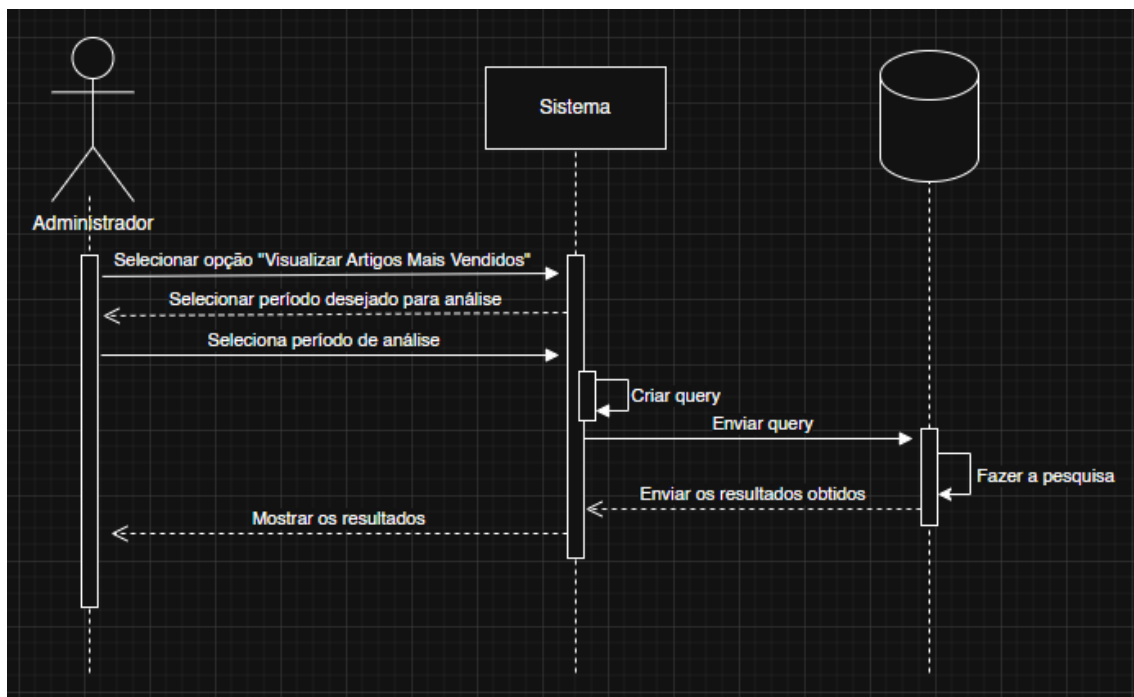 Sistema
Administrador
Selecionar opção "Visualizar Artigos Mais Vendidos"
Selecionar período desejado para análise
Seleciona período de análise
Criar query
Enviar query
Fazer a pesquisa
Enviar os resultados obtidos
Mostrar os resultados